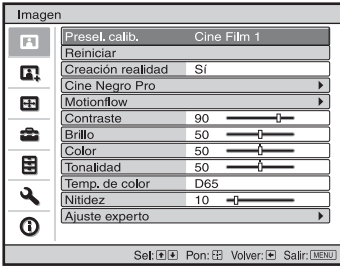 Imagen
Presel. calib. Cine Film 1
Reiniciar
Creación realidad Sí
Cine Negro Pro
Motionflow
Contraste 90
Brillo 50
Color 50
Tonalidad 50
Temp. de color D65
Nitidez 10
Ajuste experto
Sel: Pon: Volver: Salir: MENU